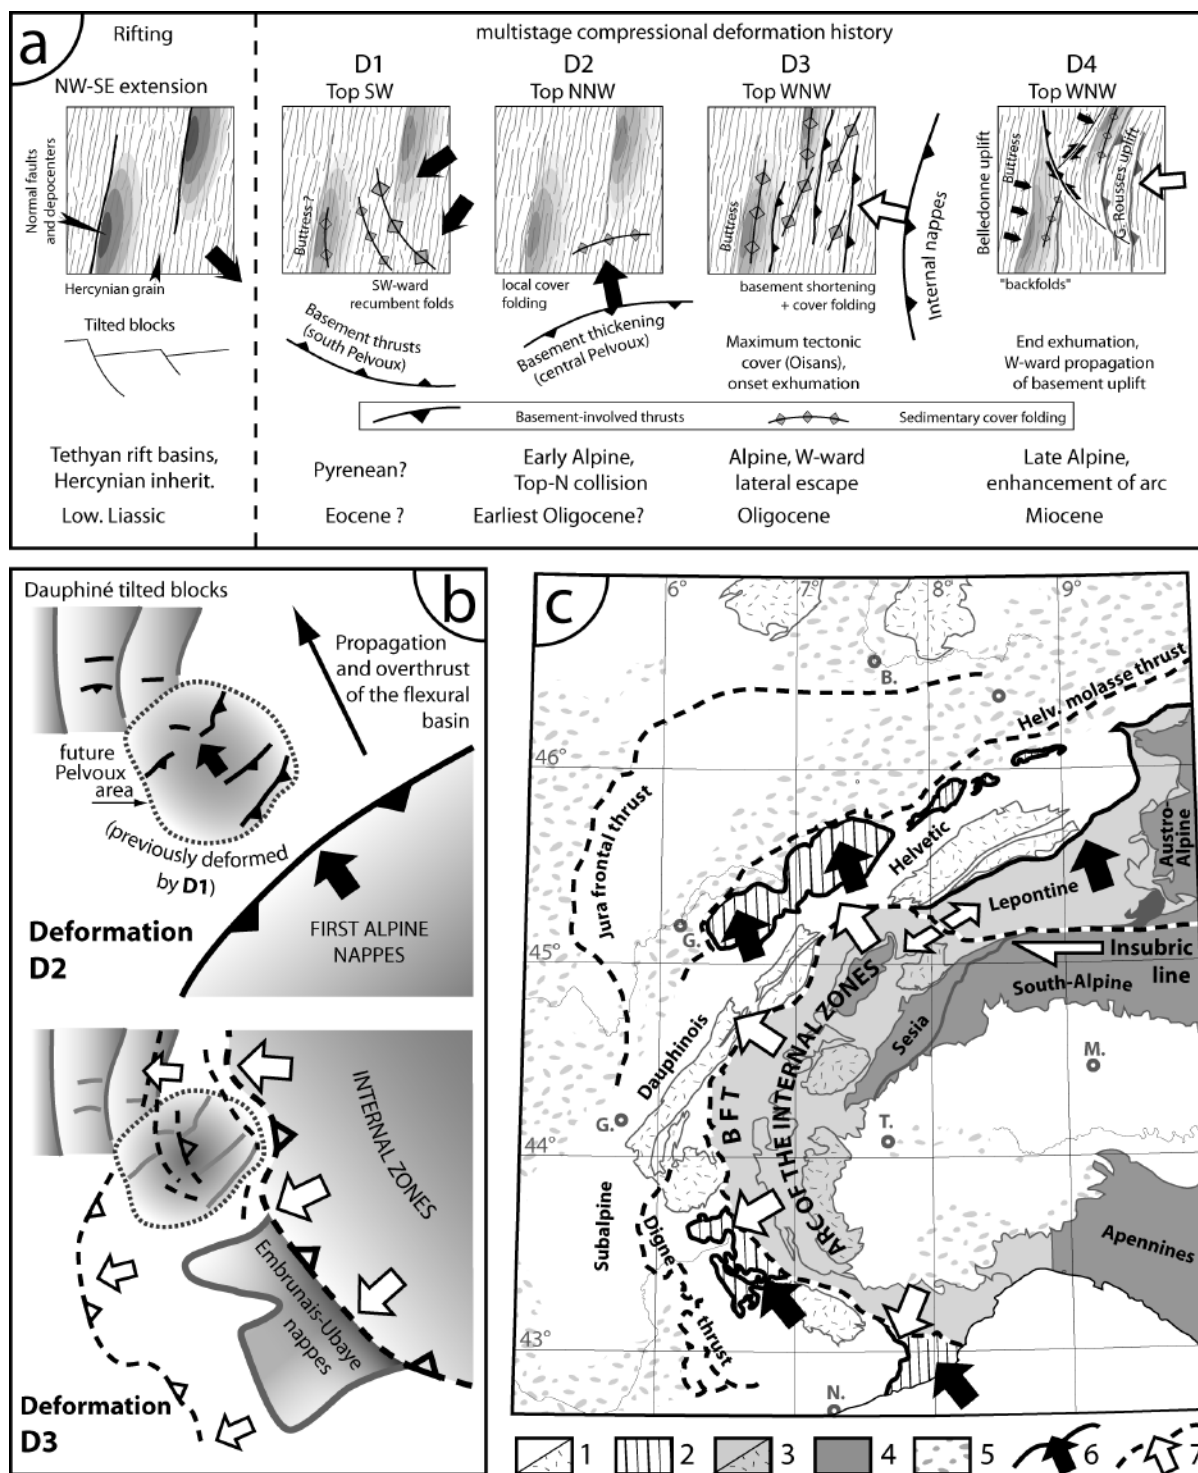 a
Rifting
multistage compressional deformation history
NW-SE extension
D1
Top SW
D2
Top NNW
D3
Top WNW
D4
Top WNW
Normal faults
and depocenters
Hercynian grain
Buttress ?
SW-ward
recumbent folds
local cover
folding
Buttress
basement shortening
+ cover folding
Internal nappes
Belledonne uplift
Buttress
G. Rousses uplift
"backfolds"
Tilted blocks
Basement thrusts
(south Pelvoux)
Basement thickening
(central Pelvoux)
Maximum tectonic
cover (Oisans),
onset exhumation
End exhumation,
W-ward propagation
of basement uplift
Basement-involved thrusts
Sedimentary cover folding
Tethyan rift basins,
Hercynian inherit.
Pyrenean?
Early Alpine,
Top-N collision
Alpine, W-ward
lateral escape
Late Alpine,
enhancement of arc
Low. Liassic
Eocene ?
Earliest Oligocene?
Oligocene
Miocene
b
Dauphiné tilted blocks
Propagation
and overthrust
of the flexural
basin
future
Pelvoux
area
(previously deformed
by D1)
Deformation
D2
FIRST ALPINE
NAPPES
INTERNAL ZONES
Embrunais-Ubaye
nappes
Deformation
D3
c
6°
7°
8°
9°
B.
Helv. molasse thrust
46°
Jura frontal thrust
Helvetic
Austro-
Alpine
Lepontine
G.
45°
Insubric
line
South-Alpine
Sesia
Dauphinois
BFT
ARC OF THE INTERNAL ZONES
M.
G.
T.
44°
Subalpine
Digne
thrust
Apennines
43°
N.
1
2
3
4
5
6
7